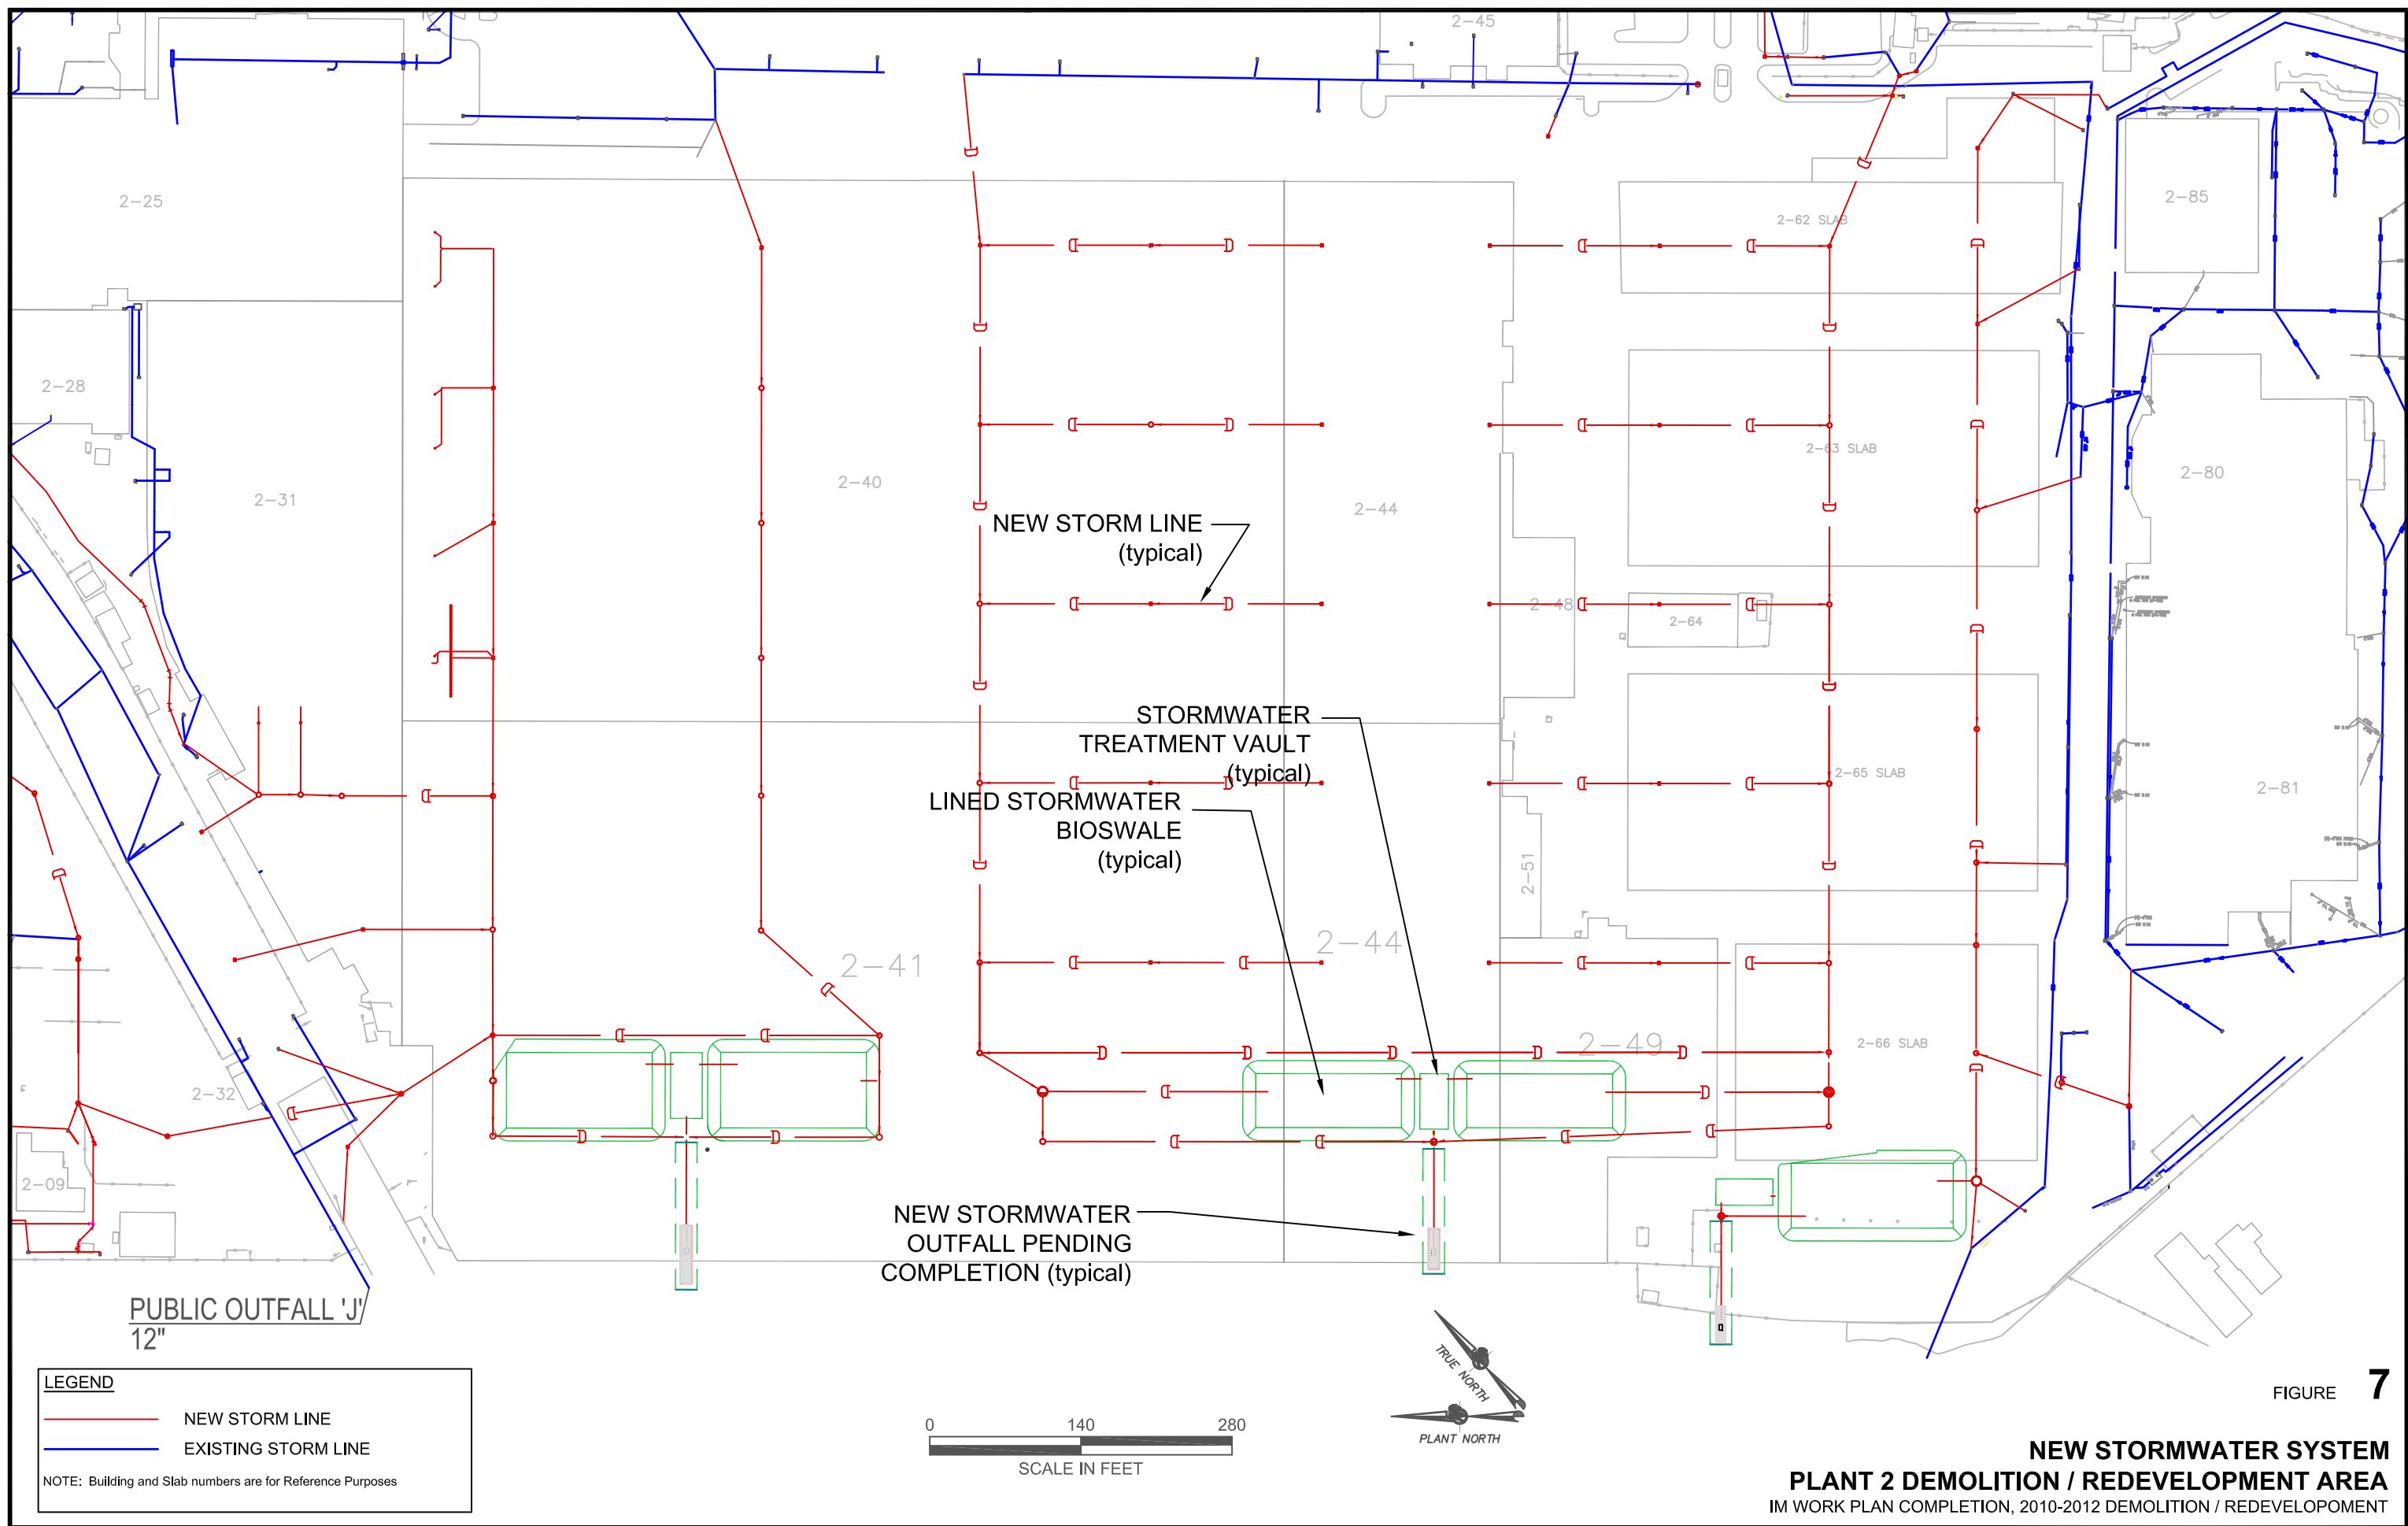 2-45
2-25
2-62 SLAB
2-85
2-28
2-31
2-40
2-44
2-63 SLAB
2-80
NEW STORM LINE
(typical)
2-48
2-64
STORMWATER
TREATMENT VAULT
(typical)
2-65 SLAB
2-81
LINED STORMWATER
BIOSWALE
(typical)
2-51
2-41
2-44
2-49
2-66 SLAB
2-32
2-09
NEW STORMWATER
OUTFALL PENDING
COMPLETION (typical)
PUBLIC OUTFALL 'J'
12"
LEGEND
NEW STORM LINE
EXISTING STORM LINE
NOTE: Building and Slab numbers are for Reference Purposes
0 140 280
SCALE IN FEET
TRUE NORTH
PLANT NORTH
FIGURE 7
NEW STORMWATER SYSTEM
PLANT 2 DEMOLITION / REDEVELOPMENT AREA
IM WORK PLAN COMPLETION, 2010-2012 DEMOLITION / REDEVELOPOMENT